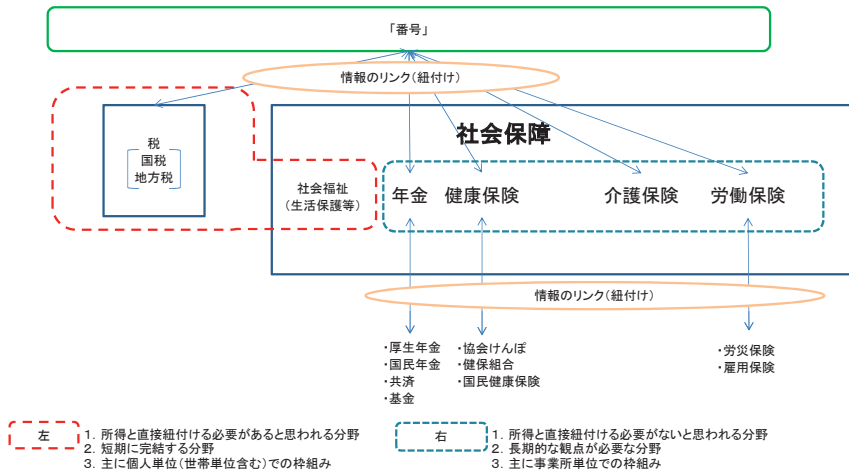 「番号」
情報のリンク（紐付け）
社会保障
税
国税
地方税
社会福祉
（生活保護等）
年金
健康保険
介護保険
労働保険
情報のリンク（紐付け）
・厚生年金
・国民年金
・共済
・基金
・協会けんぽ
・健保組合
・国民健康保険
・労災保険
・雇用保険
左
1．所得と直接紐付ける必要があると思われる分野
2．短期に完結する分野
3．主に個人単位（世帯単位含む）での枠組み
右
1．所得と直接紐付ける必要がないと思われる分野
2．長期的な観点が必要な分野
3．主に事業所単位での枠組み